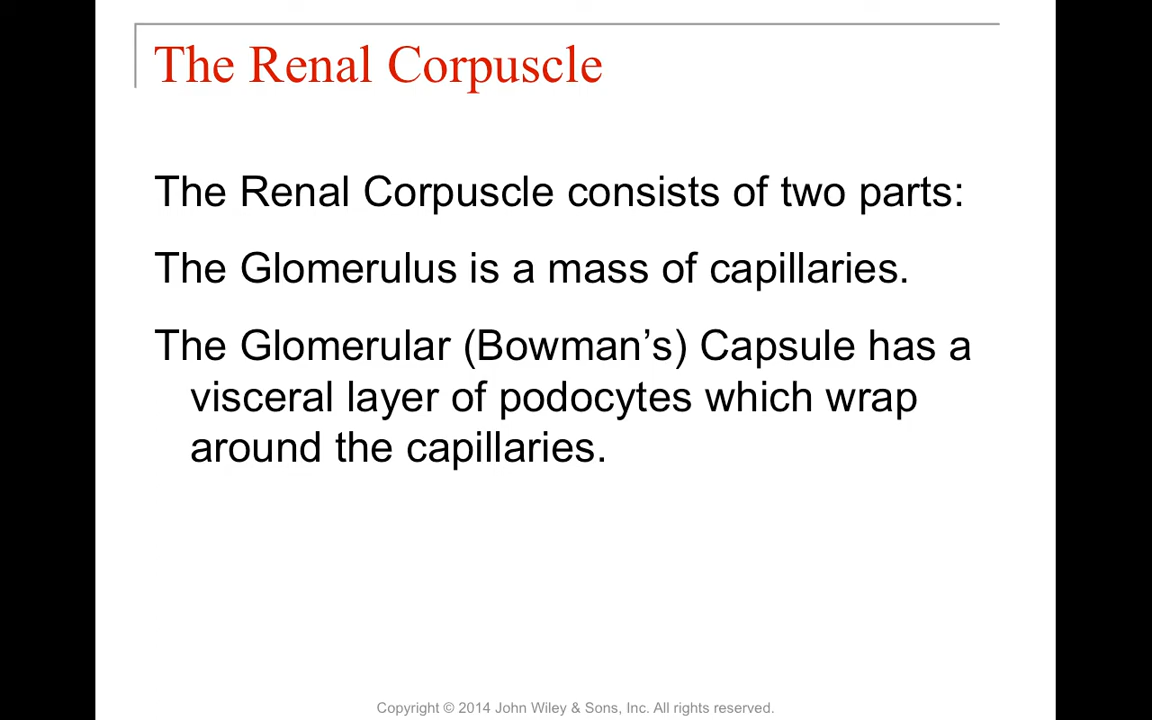 The Renal Corpuscle
The Renal Corpuscle consists of two parts:
The Glomerulus is a mass of capillaries.
The Glomerular (Bowman’s) Capsule has a
visceral layer of podocytes which wrap
around the capillaries.
Copyright © 2014 John Wiley & Sons, Inc. All rights reserved.